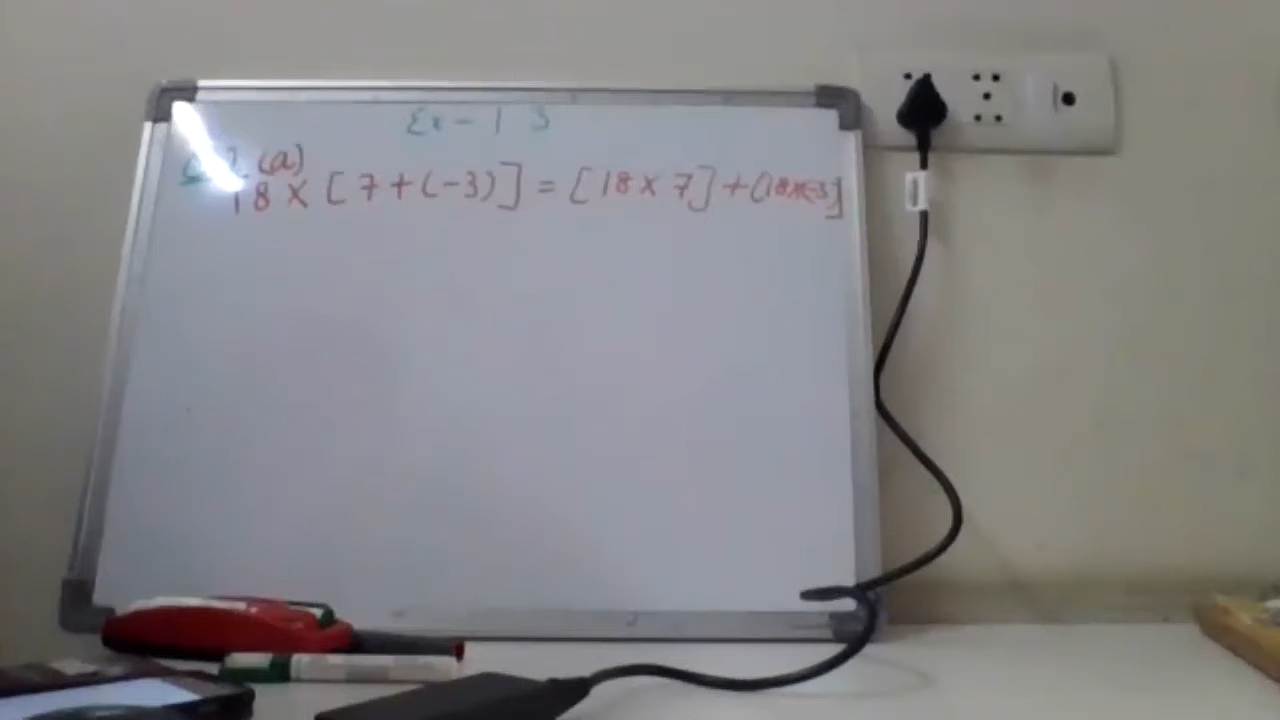 Ex - 1 3
(a)
18 × [7+(-3)] = [18 × 7] + [18×(-3]